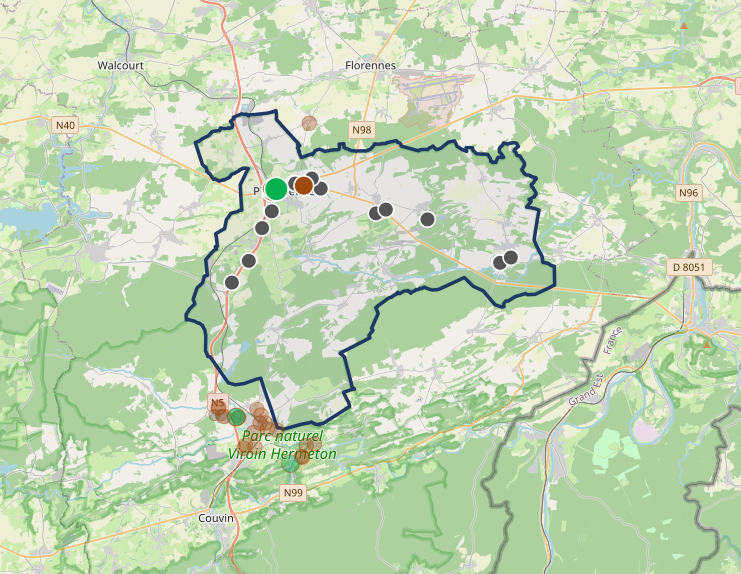 Walcourt
Florennes
N40
N98
N96
D 8051
France
Grand Est
N5
Parc naturel
Viroin Hermeton
N99
Couvin